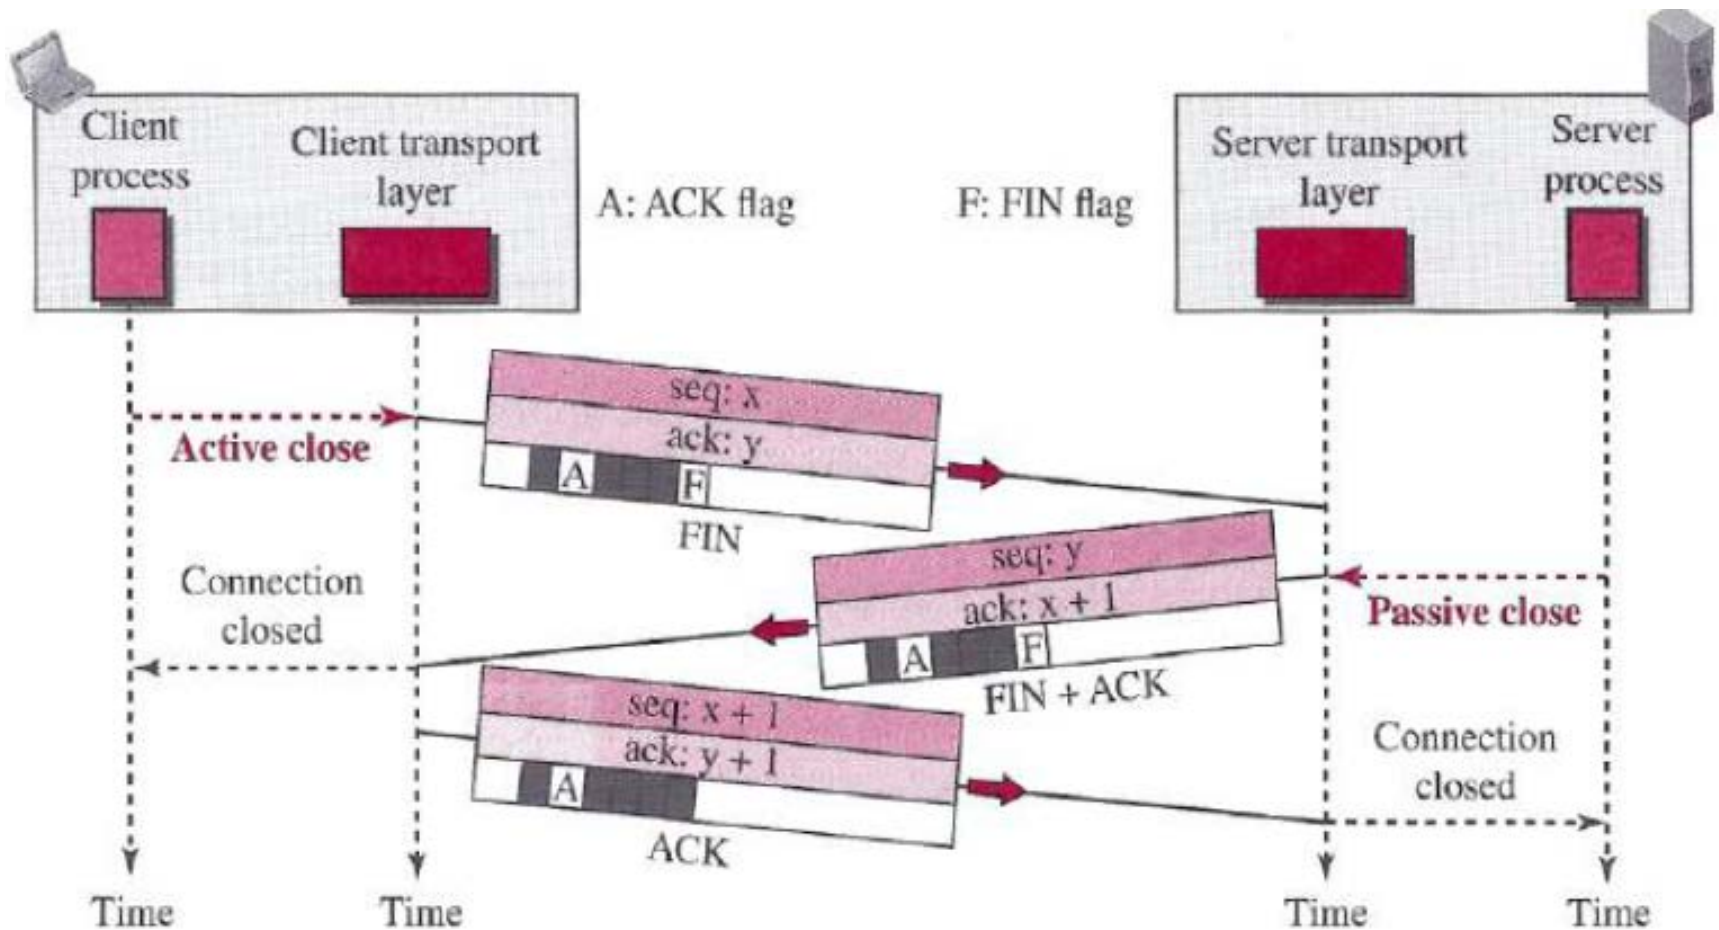 Client
process
Client transport
layer
A: ACK flag
F: FIN flag
Server transport
layer
Server
process
seq: x
ack: y
A
F
FIN
Active close
seq: y
ack: x + 1
A
F
FIN + ACK
Passive close
Connection
closed
seq: x + 1
ack: y + 1
A
ACK
Connection
closed
Time
Time
Time
Time